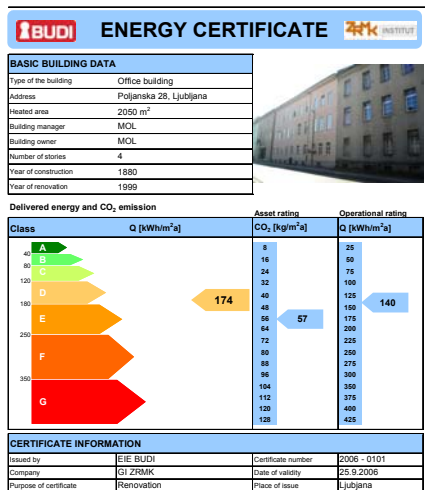 BUDI ENERGY CERTIFICATE ZRMK INSTITUT
BASIC BUILDING DATA
Type of the building Office building
Address Poljanska 28, Ljubljana
Heated area 2050 m²
Building manager MOL
Building owner MOL
Number of stories 4
Year of construction 1880
Year of renovation 1999
Delivered energy and CO₂ emission
Asset rating Operational rating
Class Q [kWh/m²a] CO₂ [kg/m²a] Q [kWh/m²a]
A 8 25
40
B 16 50
80
C 24 75
120
32 100
D 174 40 125
140
180
48 150
E 56 175
57
64 200
250
72 225
80 250
F 88 275
96 300
350
104 350
G 112 375
120 400
128 425
CERTIFICATE INFORMATION
Issued by EIE BUDI Certificate number 2006 - 0101
Company GI ZRMK Date of validity 25.9.2006
Purpose of certificate Renovation Place of issue Ljubjana